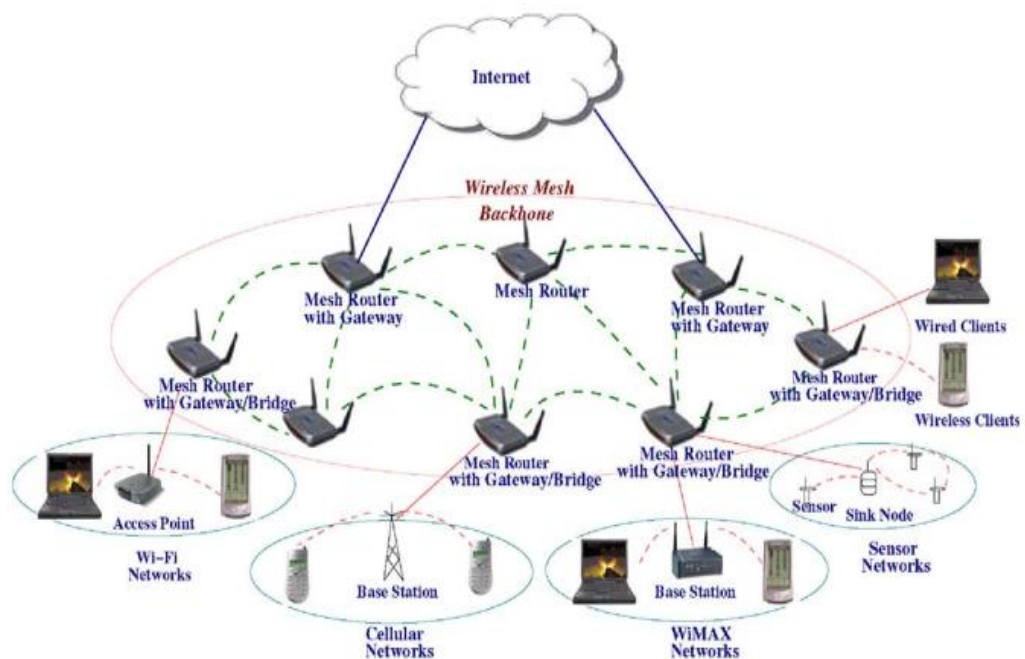 Internet
Wireless Mesh
Backbone
Mesh Router
with Gateway
Mesh Router
Mesh Router
with Gateway
Wired Clients
Mesh Router
with Gateway/Bridge
Mesh Router
with Gateway/Bridge
Wireless Clients
Mesh Router
with Gateway/Bridge
Mesh Router
with Gateway/Bridge
Access Point
Wi-Fi
Networks
Sensor
Sink Node
Sensor
Networks
Base Station
Cellular
Networks
Base Station
WiMAX
Networks